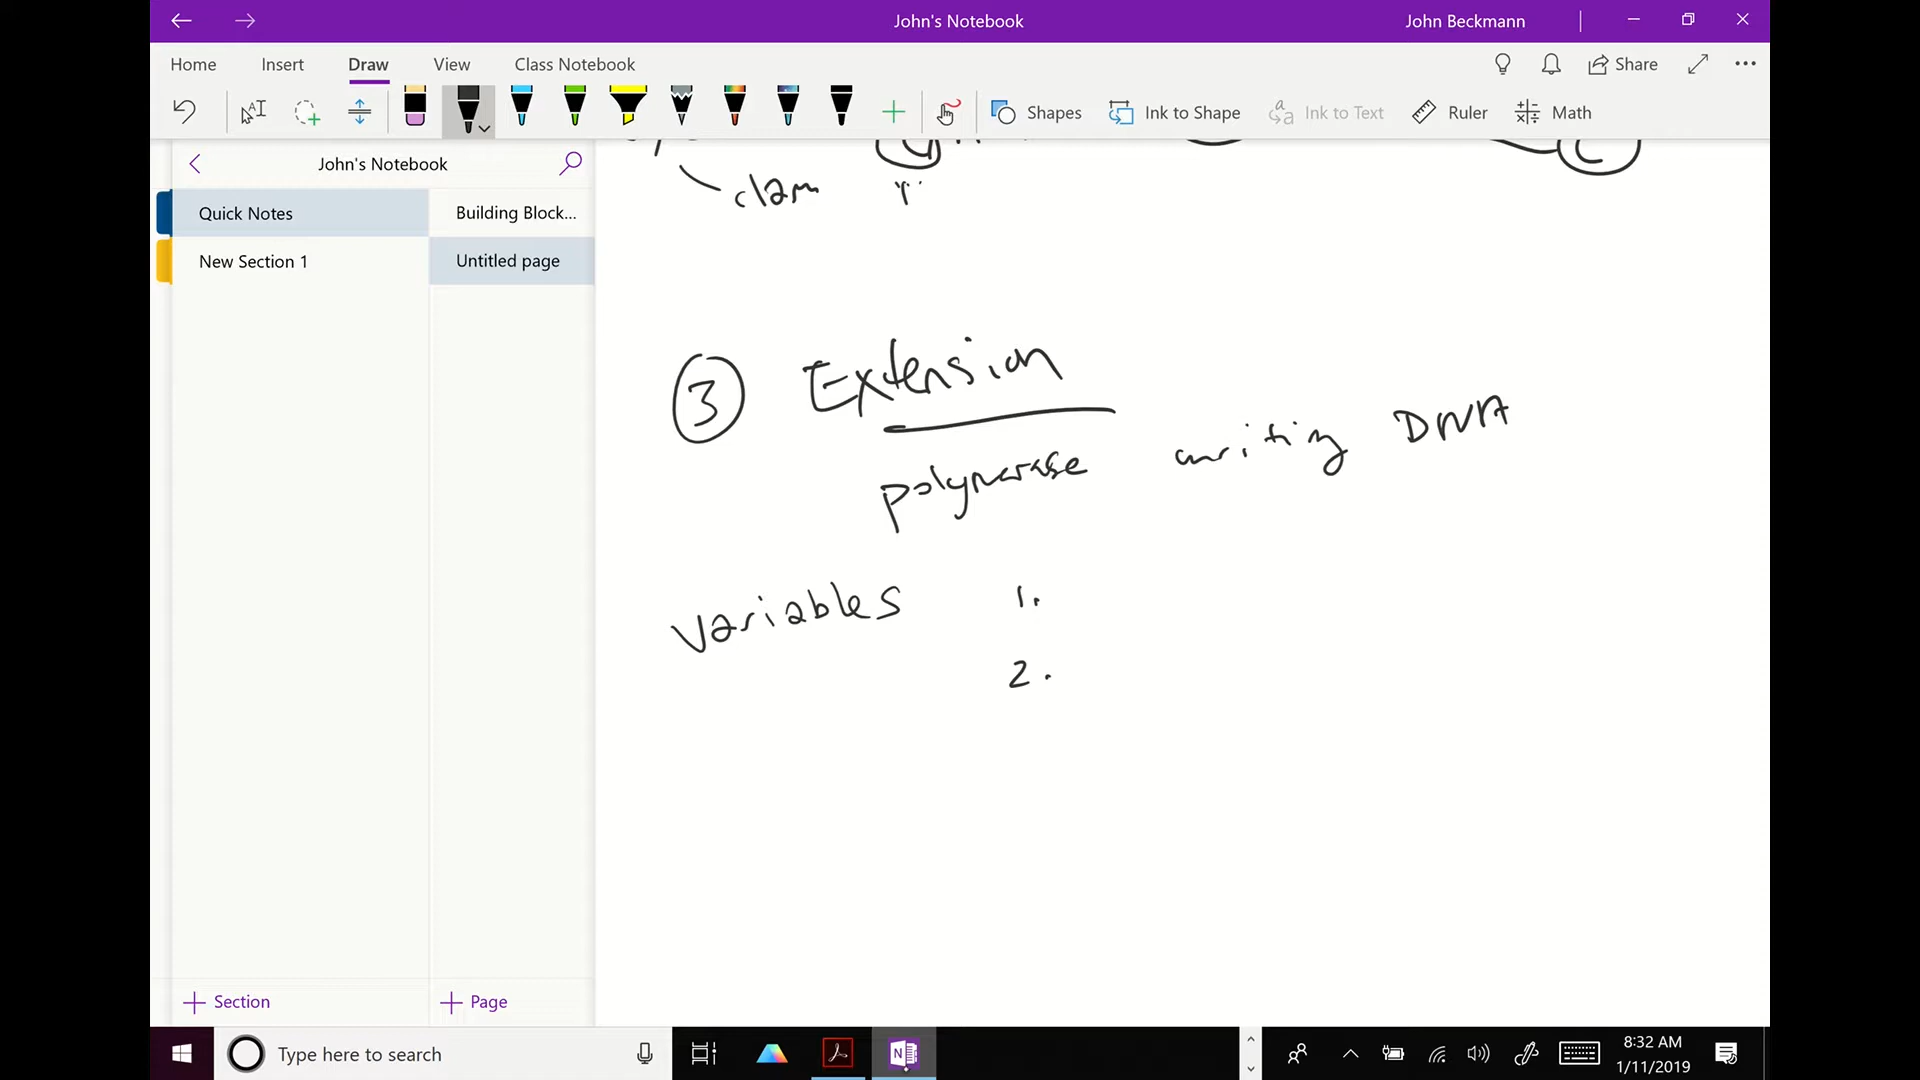 John's Notebook
John Beckmann
Home Insert Draw View Class Notebook
Share
Shapes Ink to Shape Ink to Text Ruler Math
John's Notebook
Quick Notes
New Section 1
Building Block...
Untitled page
clam
C
3 Extension
polymerase writing DNA
variables 1.
2.
+ Section
+ Page
Type here to search
8:32 AM
1/11/2019